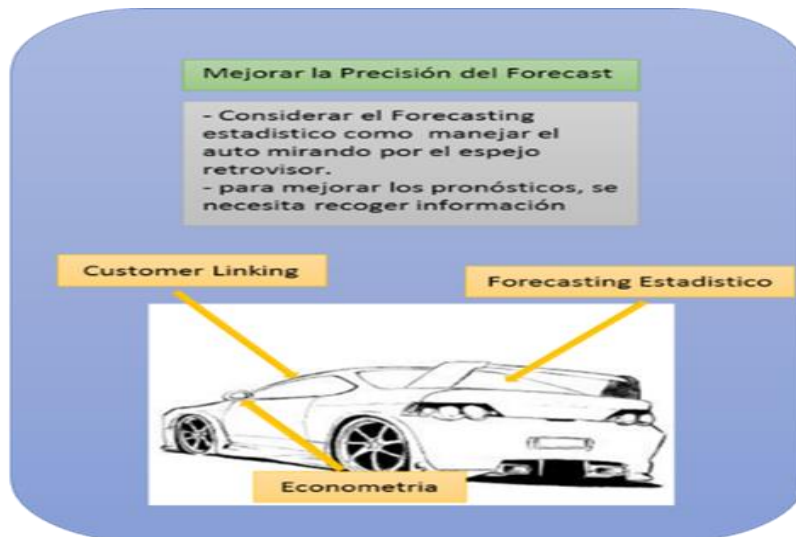 Mejorar la Precisión del Forecast
- Considerar el Forecasting
estadistico como manejar el
auto mirando por el espejo
retrovisor.
- para mejorar los pronósticos, se
necesita recoger información
Customer Linking
Forecasting Estadistico
Econometria